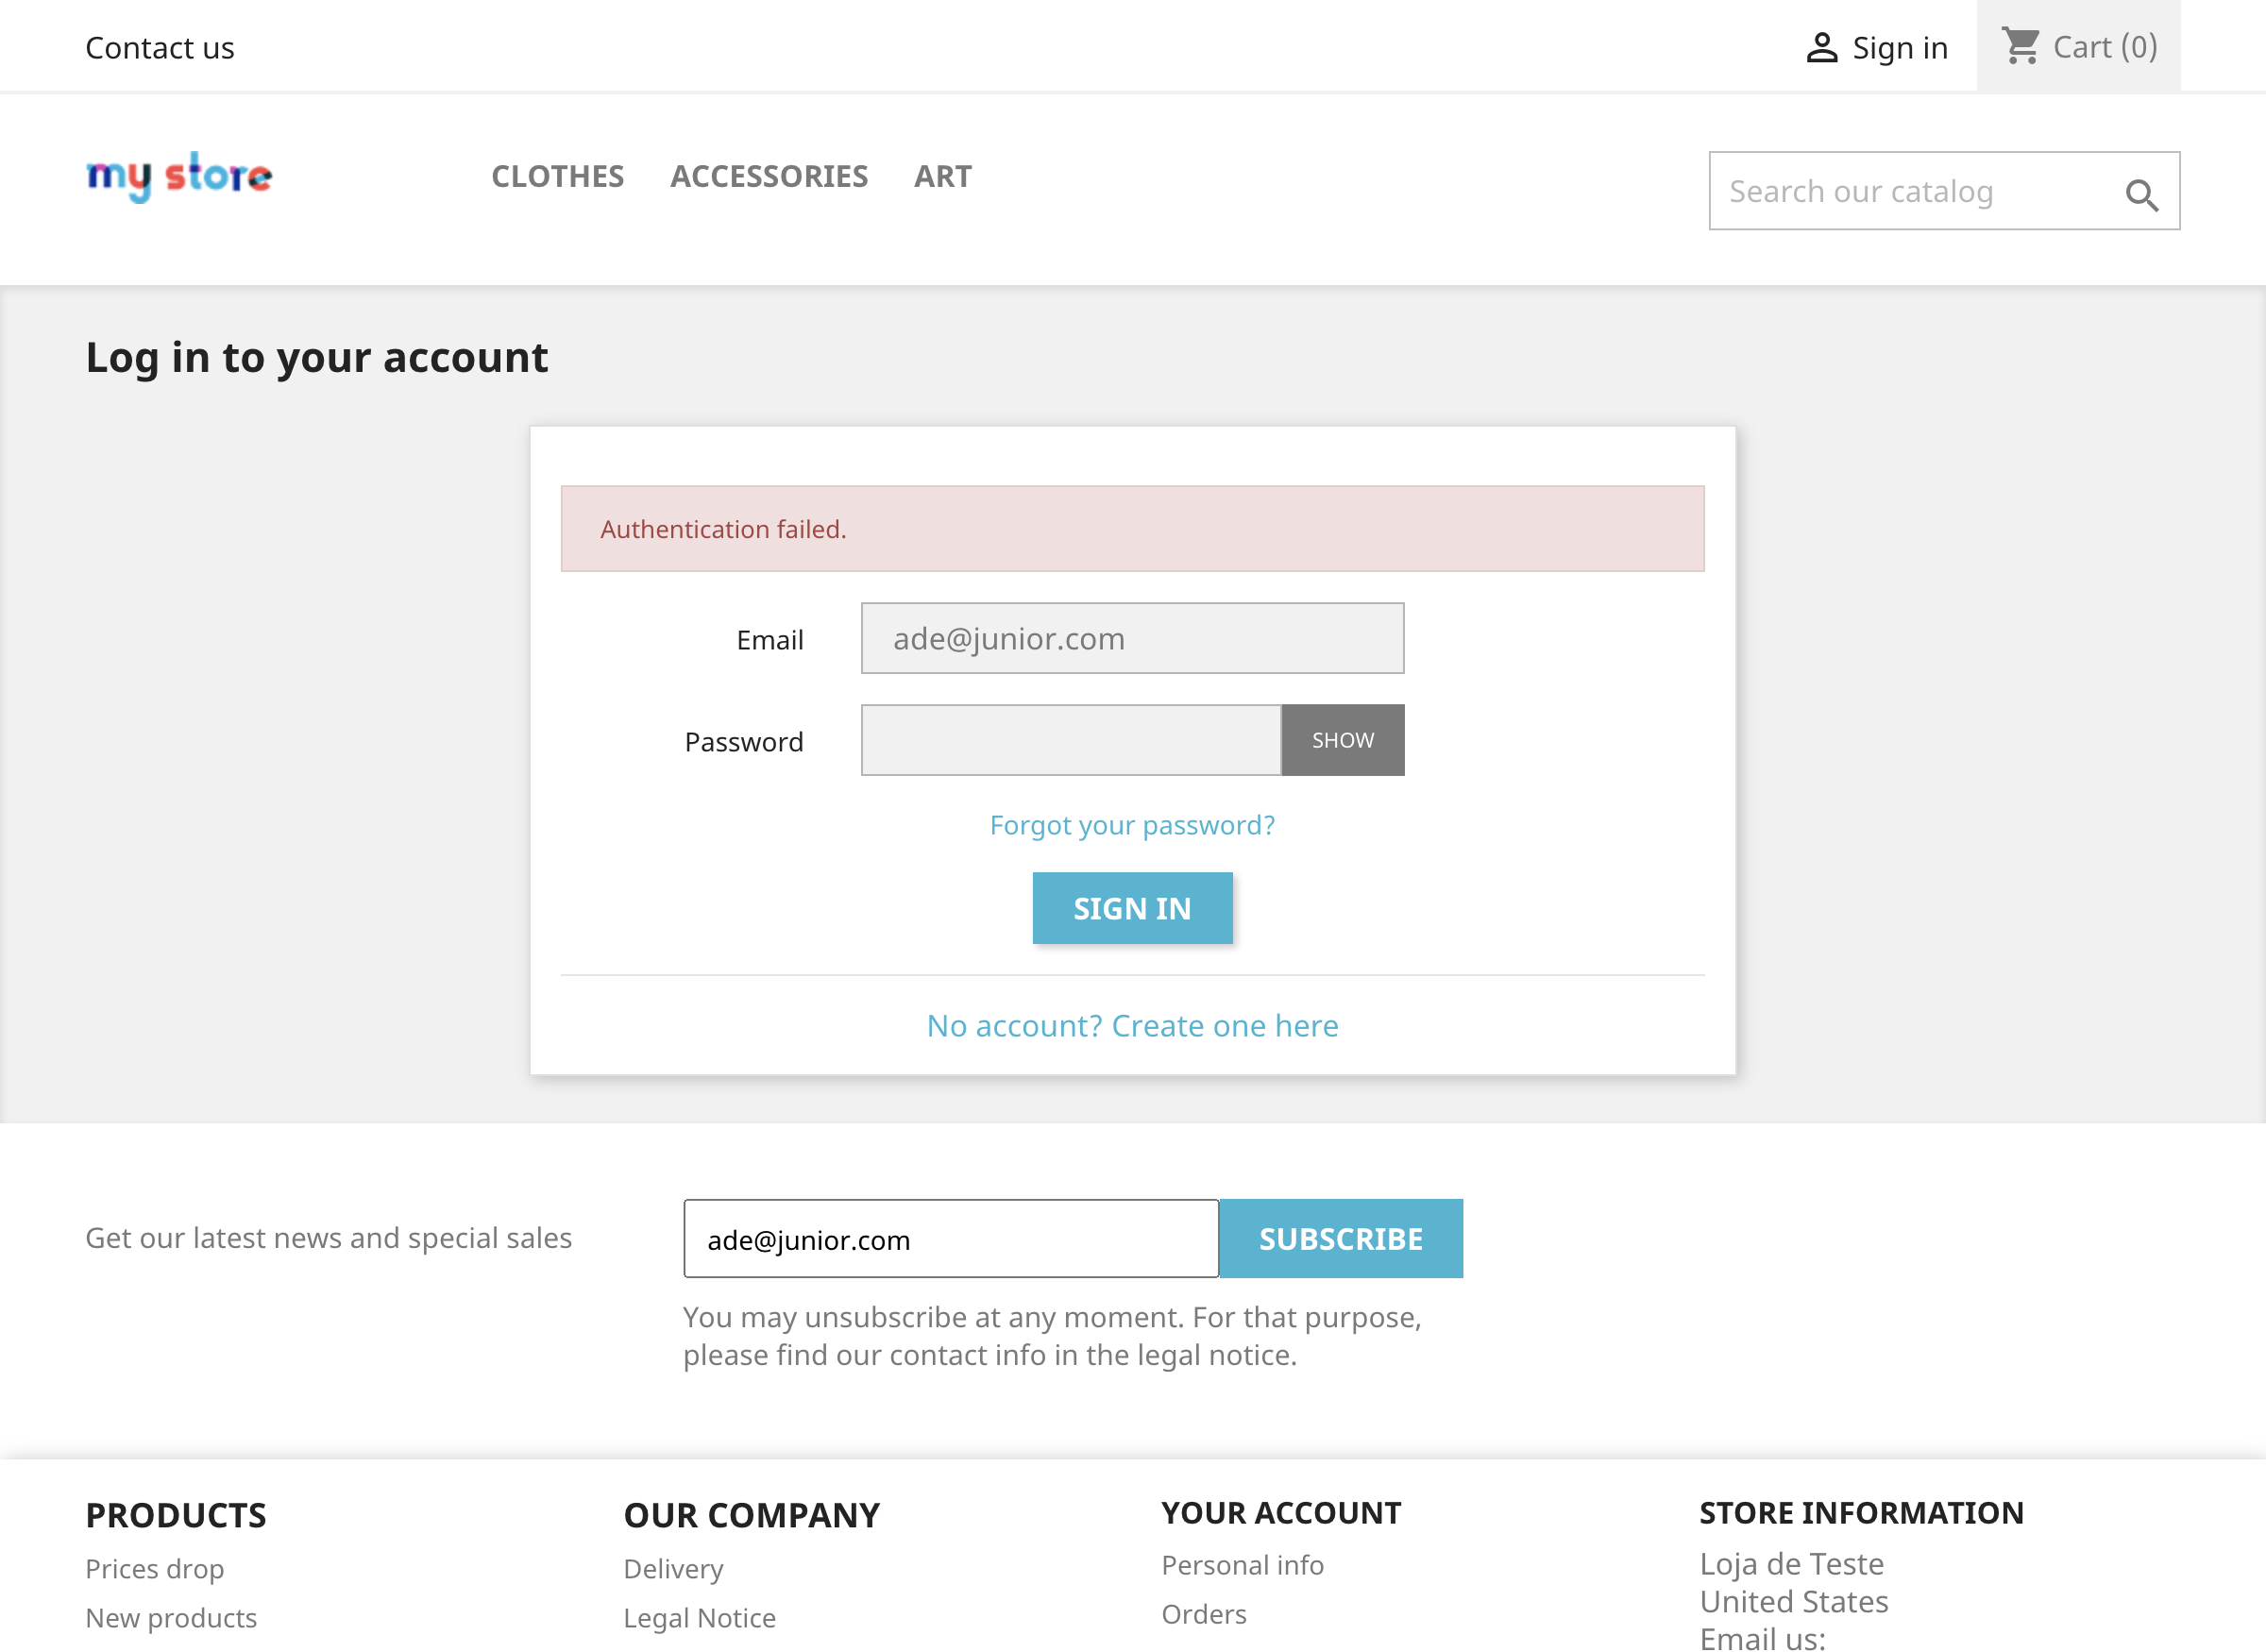 Contact us
Sign in
Cart (0)
my store
CLOTHES ACCESSORIES ART
Search our catalog
Log in to your account
Authentication failed.
Email
ade@junior.com
Password
SHOW
Forgot your password?
SIGN IN
No account? Create one here
Get our latest news and special sales
ade@junior.com
SUBSCRIBE
You may unsubscribe at any moment. For that purpose,
please find our contact info in the legal notice.
PRODUCTS
Prices drop
New products
OUR COMPANY
Delivery
Legal Notice
YOUR ACCOUNT
Personal info
Orders
STORE INFORMATION
Loja de Teste
United States
Email us: